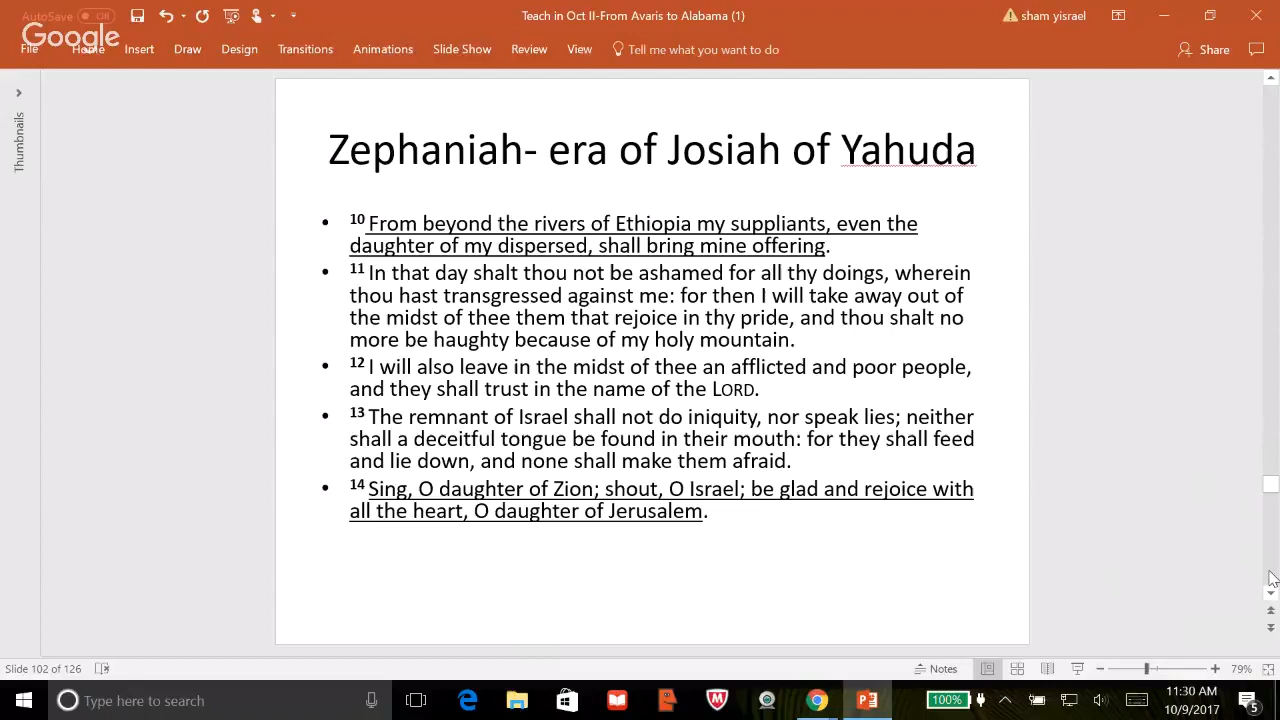 AutoSave Off
Teach in Oct II-From Avaris to Alabama (1)
sham yisrael
Google
File Home Insert Draw Design Transitions Animations Slide Show Review View Tell me what you want to do Share
Thumbnails
Zephaniah- era of Josiah of Yahuda
• 10 From beyond the rivers of Ethiopia my suppliants, even the
daughter of my dispersed, shall bring mine offering.
• 11 In that day shalt thou not be ashamed for all thy doings, wherein
thou hast transgressed against me: for then I will take away out of
the midst of thee them that rejoice in thy pride, and thou shalt no
more be haughty because of my holy mountain.
• 12 I will also leave in the midst of thee an afflicted and poor people,
and they shall trust in the name of the LORD.
• 13 The remnant of Israel shall not do iniquity, nor speak lies; neither
shall a deceitful tongue be found in their mouth: for they shall feed
and lie down, and none shall make them afraid.
• 14 Sing, O daughter of Zion; shout, O Israel; be glad and rejoice with
all the heart, O daughter of Jerusalem.
Slide 102 of 126 Notes 79%
Type here to search 100% 11:30 AM
10/9/2017 5